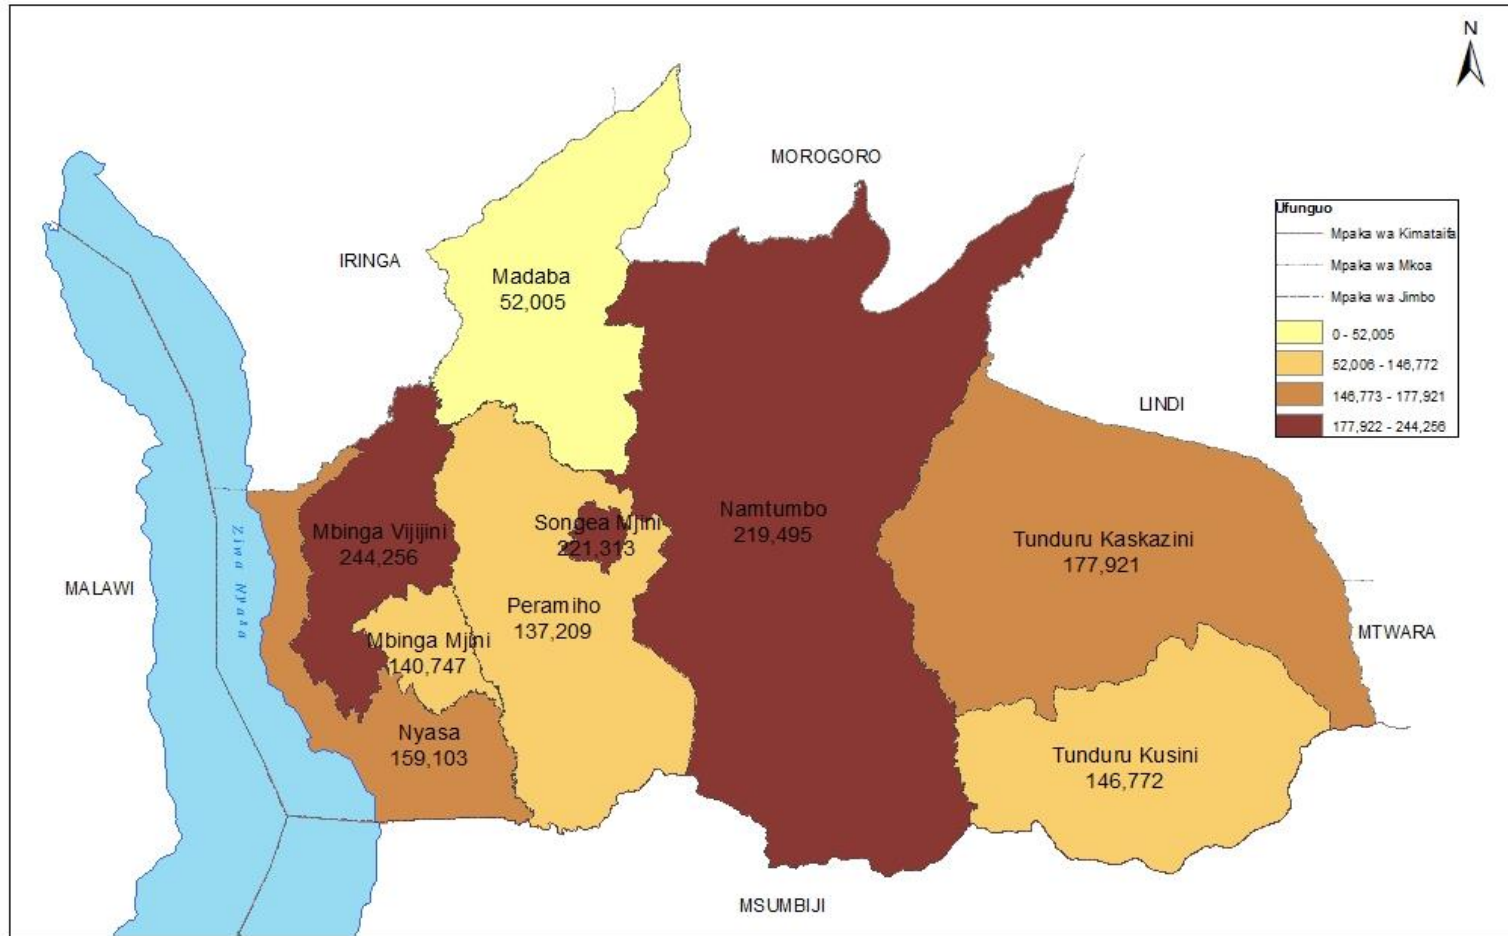 N
MOROGORO
IRINGA
Madaba
52,005
Ufunguo
Mpaka wa Kimataifa
Mpaka wa Mkoa
Mpaka wa Jimbo
0 - 52,005
52,006 - 146,772
146,773 - 177,921
177,922 - 244,256
LINDI
Mbinga Vijijini
244,256
Songea Mjini
221,313
Namtumbo
219,495
Tunduru Kaskazini
177,921
Ziwa Nyasa
MALAWI
Peramiho
137,209
Mbinga Mjini
140,747
MTWARA
Nyasa
159,103
Tunduru Kusini
146,772
MSUMBIJI